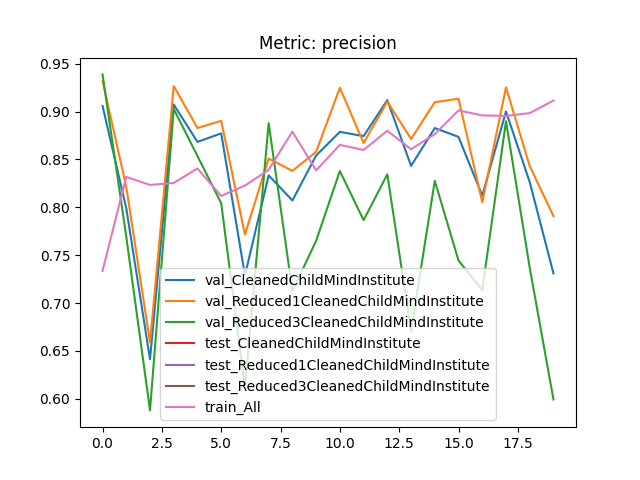 Metric: precision
0.95
0.90
0.85
0.80
0.75
0.70
0.65
0.60
val_CleanedChildMindInstitute
val_Reduced1CleanedChildMindInstitute
val_Reduced3CleanedChildMindInstitute
test_CleanedChildMindInstitute
test_Reduced1CleanedChildMindInstitute
test_Reduced3CleanedChildMindInstitute
train_All
0.0 2.5 5.0 7.5 10.0 12.5 15.0 17.5